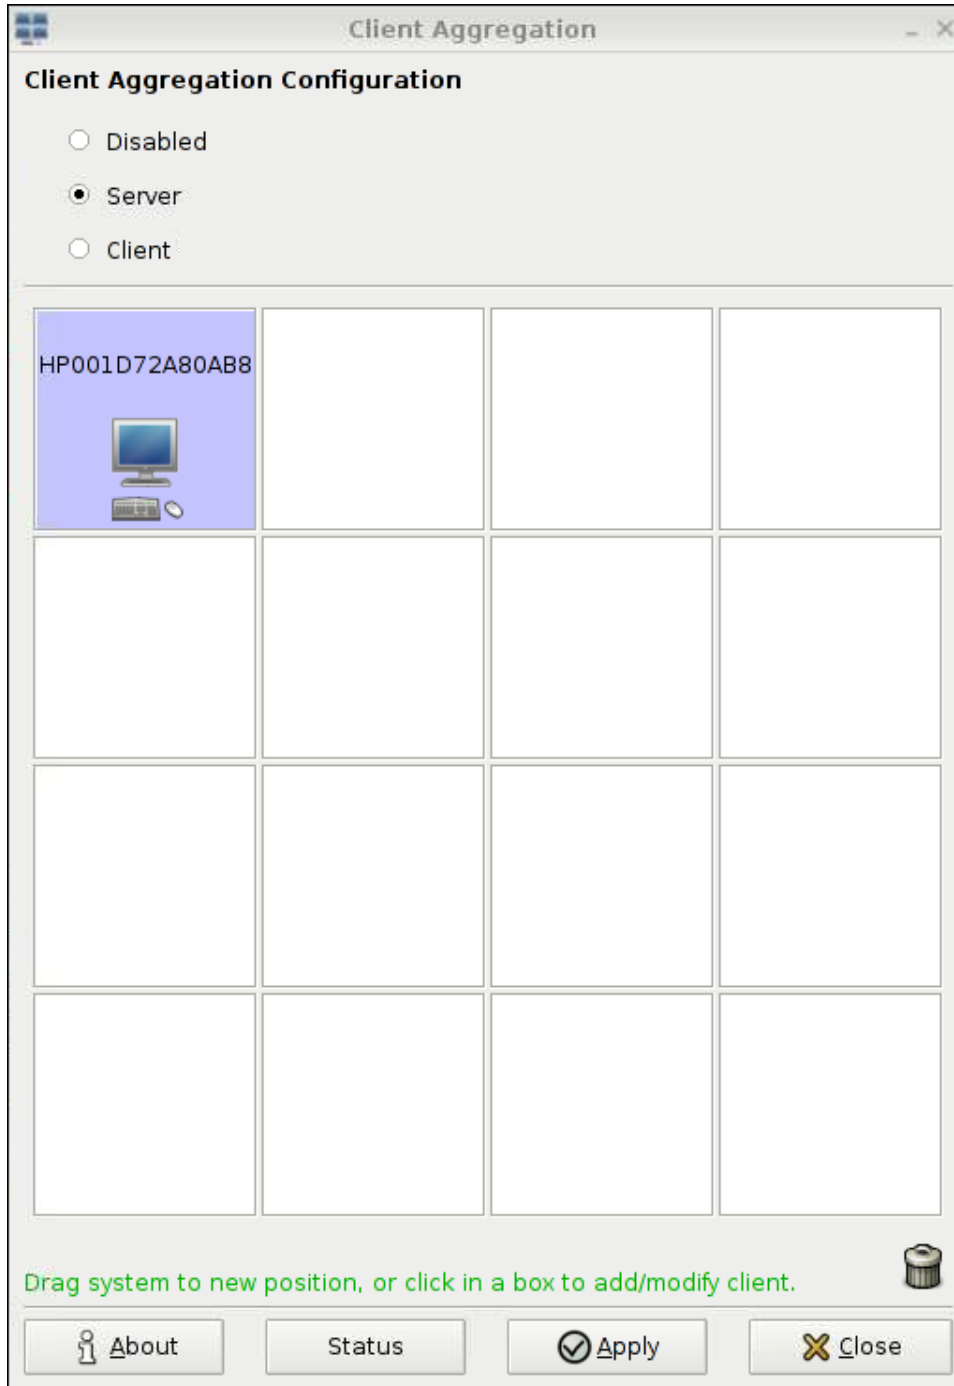 Client Aggregation
Client Aggregation Configuration
Disabled
Server
Client
HP001D72A80AB8
Drag system to new position, or click in a box to add/modify client.
About
Status
Apply
Close